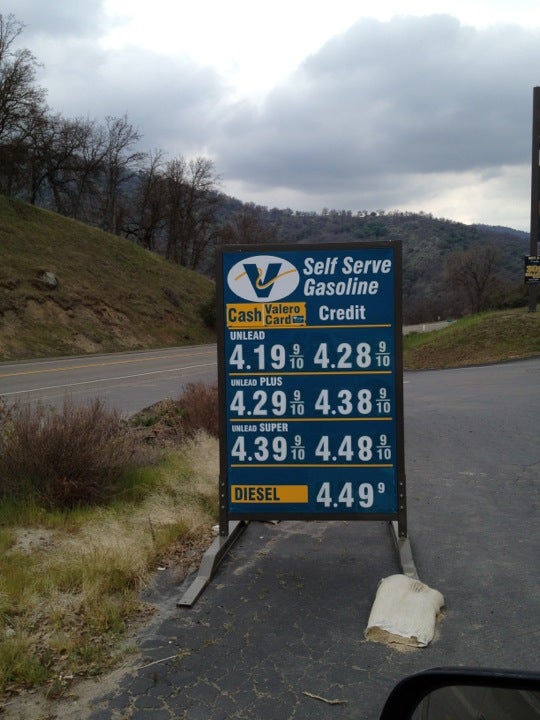 V Self Serve
Gasoline
Cash Valero Card Credit
UNLEAD
4.19 9/10 4.28 9/10
UNLEAD PLUS
4.29 9/10 4.38 9/10
UNLEAD SUPER
4.39 9/10 4.48 9/10
DIESEL 4.49 9